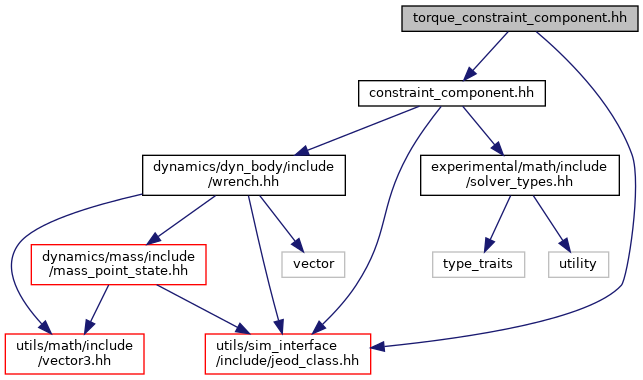 torque_constraint_component.hh
constraint_component.hh
dynamics/dyn_body/include
/wrench.hh
experimental/math/include
/solver_types.hh
dynamics/mass/include
/mass_point_state.hh
vector
type_traits
utility
utils/math/include
/vector3.hh
utils/sim_interface
/include/jeod_class.hh